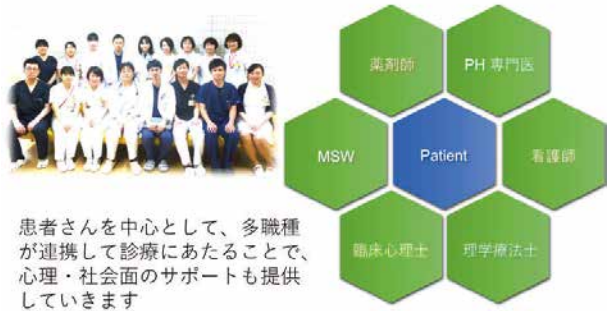 薬剤師
PH 専門医
MSW
Patient
看護師
臨床心理士
理学療法士
患者さんを中心として、多職種
が連携して診療にあたることで、
心理・社会面のサポートも提供
していきます